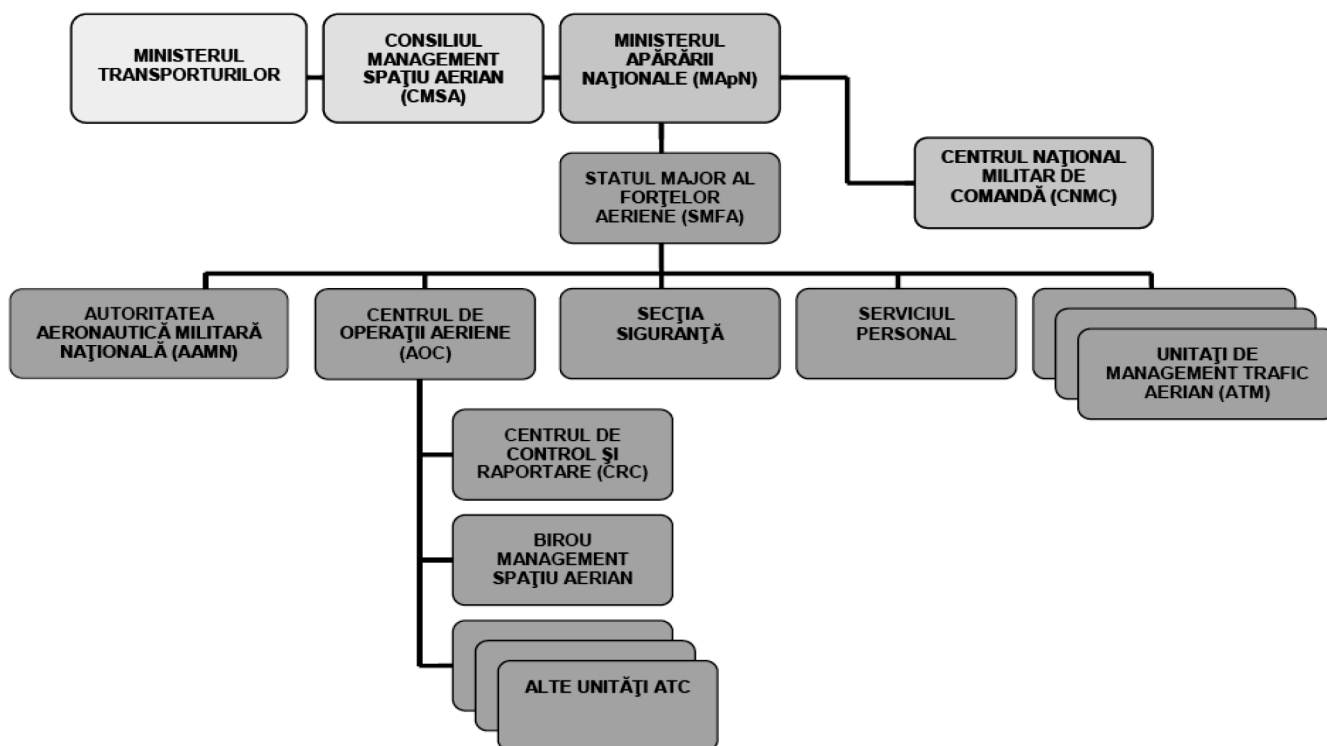 MINISTERUL
TRANSPORTURILOR
CONSILIUL
MANAGEMENT
SPAŢIU AERIAN
(CMSA)
MINISTERUL
APĂRĂRII
NAŢIONALE (MApN)
CENTRUL NAŢIONAL
MILITAR DE
COMANDĂ (CNMC)
STATUL MAJOR AL
FORŢELOR
AERIENE (SMFA)
AUTORITATEA
AERONAUTICĂ MILITARĂ
NAŢIONALĂ (AAMN)
CENTRUL DE
OPERAŢII AERIENE
(AOC)
SECŢIA
SIGURANŢĂ
SERVICIUL
PERSONAL
UNITAŢI DE
MANAGEMENT TRAFIC
AERIAN (ATM)
CENTRUL DE
CONTROL ŞI
RAPORTARE (CRC)
BIROU
MANAGEMENT
SPAŢIU AERIAN
ALTE UNITĂŢI ATC